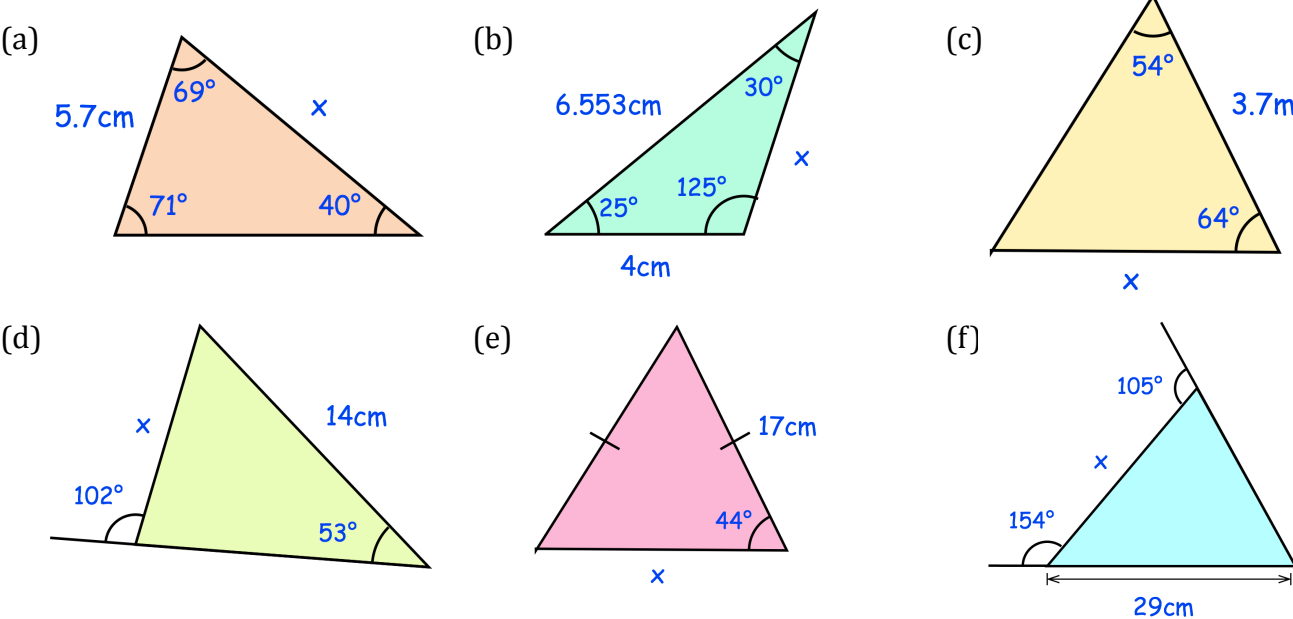 (a)
69°
5.7cm
x
71°
40°
(b)
30°
6.553cm
x
125°
25°
4cm
(c)
54°
3.7m
64°
x
(d)
14cm
x
102°
53°
(e)
17cm
44°
x
(f)
105°
x
154°
29cm